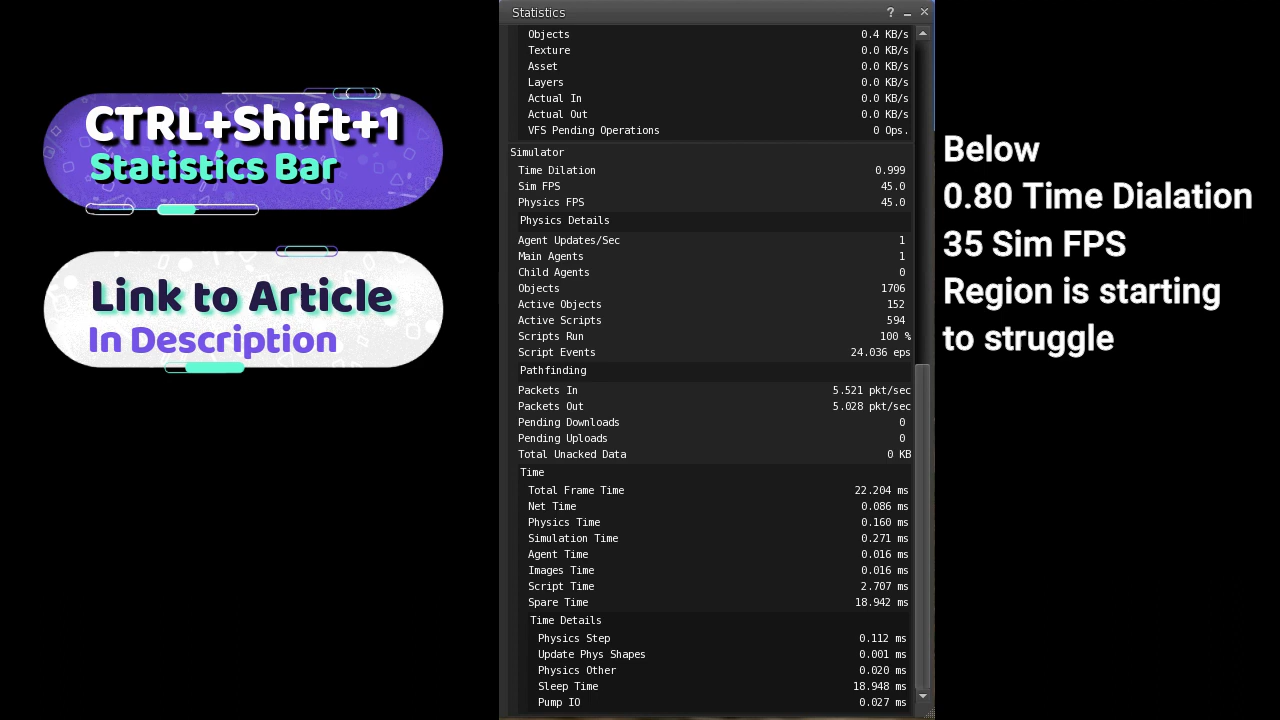 CTRL+Shift+1
Statistics Bar
Link to Article
In Description
Statistics ? _ ×
Objects 0.4 KB/s
Texture 0.0 KB/s
Asset 0.0 KB/s
Layers 0.0 KB/s
Actual In 0.0 KB/s
Actual Out 0.0 KB/s
VFS Pending Operations 0 Ops.
Simulator
Time Dilation 0.999
Sim FPS 45.0
Physics FPS 45.0
Physics Details
Agent Updates/Sec 1
Main Agents 1
Child Agents 0
Objects 1706
Active Objects 152
Active Scripts 594
Scripts Run 100 %
Script Events 24.036 eps
Pathfinding
Packets In 5.521 pkt/sec
Packets Out 5.028 pkt/sec
Pending Downloads 0
Pending Uploads 0
Total Unacked Data 0 KB
Time
Total Frame Time 22.204 ms
Net Time 0.086 ms
Physics Time 0.160 ms
Simulation Time 0.271 ms
Agent Time 0.016 ms
Images Time 0.016 ms
Script Time 2.707 ms
Spare Time 18.942 ms
Time Details
Physics Step 0.112 ms
Update Phys Shapes 0.001 ms
Physics Other 0.020 ms
Sleep Time 18.948 ms
Pump IO 0.027 ms
Below
0.80 Time Dialation
35 Sim FPS
Region is starting
to struggle